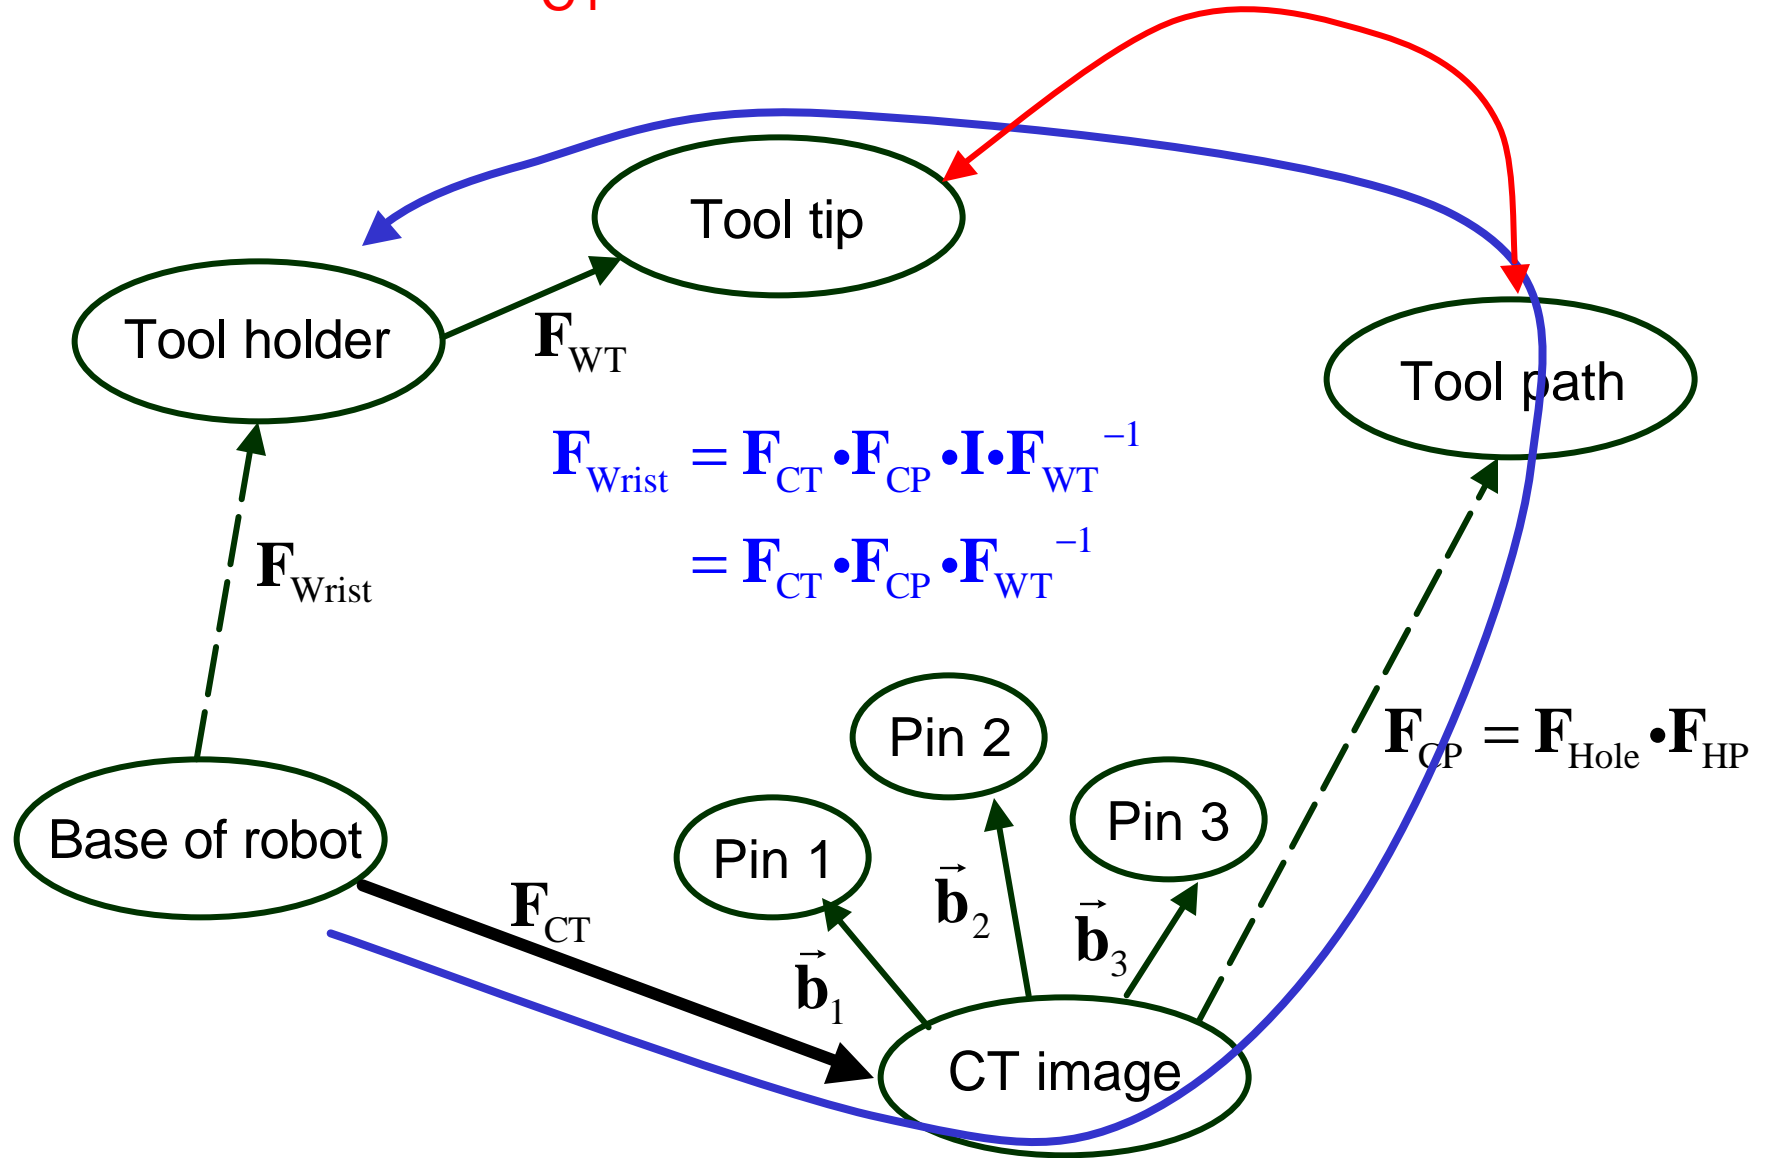 Tool tip
Tool holder
F_WT
Tool path
F_Wrist = F_CT •F_CP •I•F_WT ^−1
= F_CT •F_CP •F_WT ^−1
F_Wrist
Pin 2
F_CP = F_Hole •F_HP
Pin 3
Base of robot
Pin 1
F_CT
b⃗_2
b⃗_3
b⃗_1
CT image